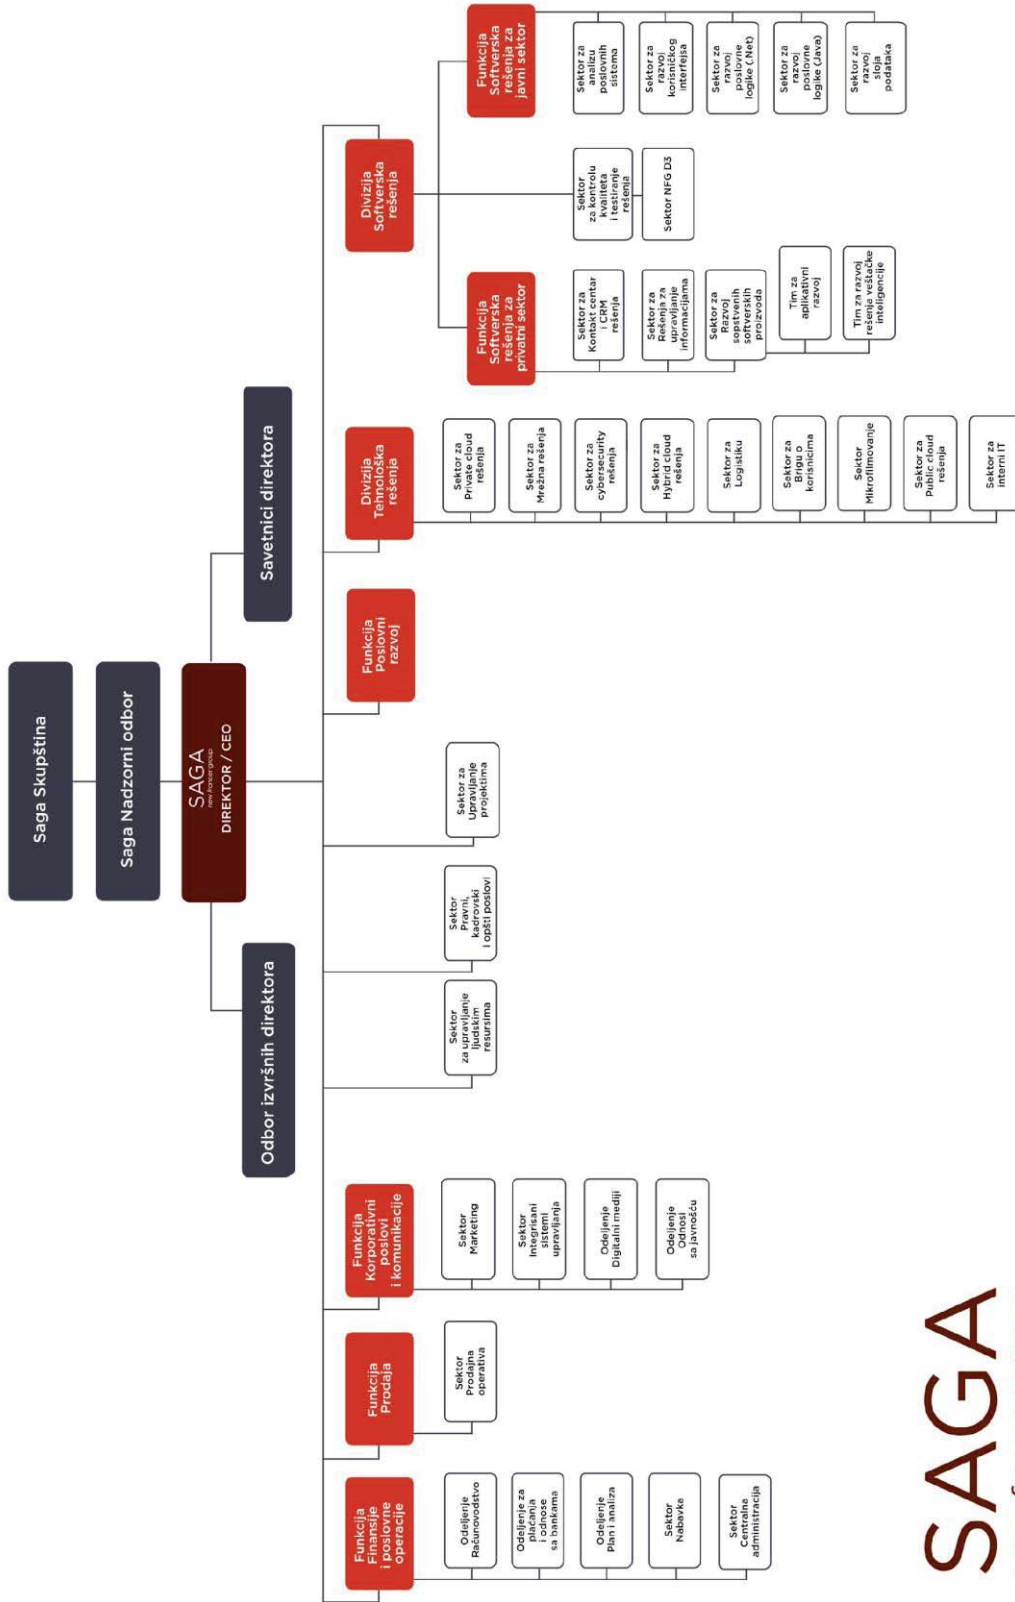 Saga Skupština
Saga Nadzorni odbor
SAGA
new frontier group
DIREKTOR / CEO
Odbor izvršnih direktora
Savetnici direktora
Funkcija
Finansije
i poslovne
operacije
Odeljenje
Računovodstvo
Odeljenje za
plaćanja
i odnose
sa bankama
Odeljenje
Plan i analiza
Sektor
Nabavka
Sektor
Centralna
administracija
Funkcija
Prodaja
Sektor
Prodajna
operativa
Funkcija
Korporativni
poslovi
i komunikacije
Sektor
Marketing
Sektor
Integrisani
sistemi
upravljanja
Odeljenje
Digitalni mediji
Odeljenje
Odnosi
sa javnošću
Sektor
za upravljanje
ljudskim
resursima
Sektor
Pravni,
kadrovski
i opšti poslovi
Sektor za
Upravljanje
projektima
Funkcija
Poslovni
razvoj
Divizija
Tehnološka
rešenja
Sektor za
Private cloud
rešenja
Sektor za
Mrežna rešenja
Sektor za
cybersecurity
rešenja
Sektor za
Hybrid cloud
rešenja
Sektor za
Logistiku
Sektor za
Brigu o
korisnicima
Sektor
Mikrofilmovanje
Sektor za
Public cloud
rešenja
Sektor za
interni IT
Divizija
Softverska
rešenja
Funkcija
Softverska
rešenja za
privatni sektor
Sektor za
Kontakt centar
i CRM
rešenja
Sektor za
Rešenja za
upravljanje
informacijama
Sektor za
Razvoj
sopstvenih
softverskih
proizvoda
Tim za
aplikativni
razvoj
Tim za razvoj
rešenja veštačke
inteligencije
Sektor
za kontrolu
kvaliteta
i testiranje
rešenja
Sektor NFG D3
Funkcija
Softverska
rešenja za
javni sektor
Sektor za
analizu
poslovnih
sistema
Sektor za
razvoj
korisničkog
interfejsa
Sektor za
razvoj
poslovne
logike (.Net)
Sektor za
razvoj
poslovne
logike (Java)
Sektor za
razvoj
sloja
podataka
SAGA